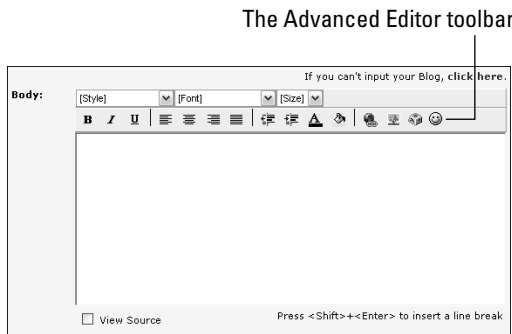 The Advanced Editor toolbar
If you can't input your Blog, click here.
Body:
[Style] [Font] [Size]
B I U A
View Source
Press <Shift>+<Enter> to insert a line break